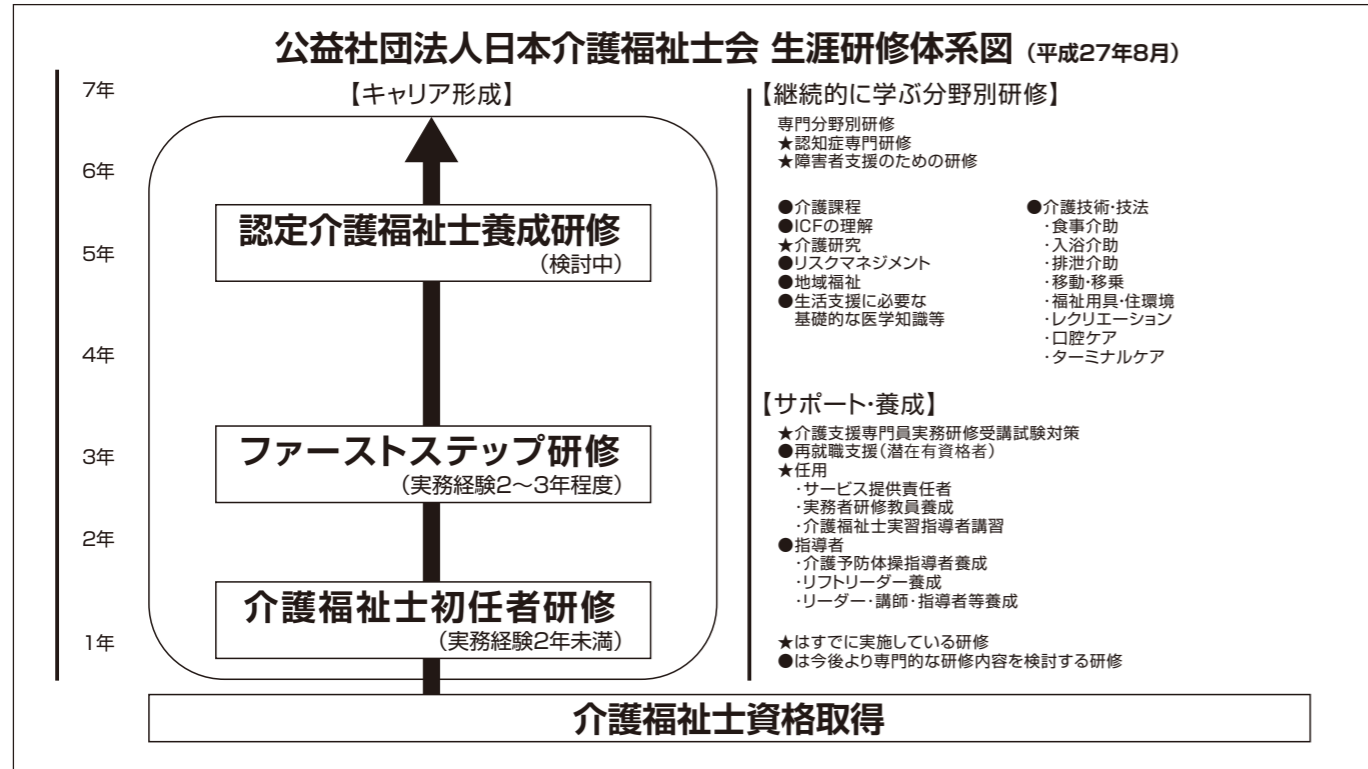 公益社団法人日本介護福祉士会 生涯研修体系図（平成27年8月）
7年
6年
5年
4年
3年
2年
1年
【キャリア形成】
認定介護福祉士養成研修
（検討中）
ファーストステップ研修
（実務経験2～3年程度）
介護福祉士初任者研修
（実務経験2年未満）
【継続的に学ぶ分野別研修】
専門分野別研修
★認知症専門研修
★障害者支援のための研修
●介護課程
●ICFの理解
★介護研究
●リスクマネジメント
●地域福祉
●生活支援に必要な
基礎的な医学知識等
●介護技術・技法
・食事介助
・入浴介助
・排泄介助
・移動・移乗
・福祉用具・住環境
・レクリエーション
・口腔ケア
・ターミナルケア
【サポート・養成】
★介護支援専門員実務研修受講試験対策
●再就職支援（潜在有資格者）
★任用
・サービス提供責任者
・実務者研修教員養成
・介護福祉士実習指導者講習
●指導者
・介護予防体操指導者養成
・リフトリーダー養成
・リーダー・講師・指導者等養成
★はすでに実施している研修
●は今後より専門的な研修内容を検討する研修
介護福祉士資格取得